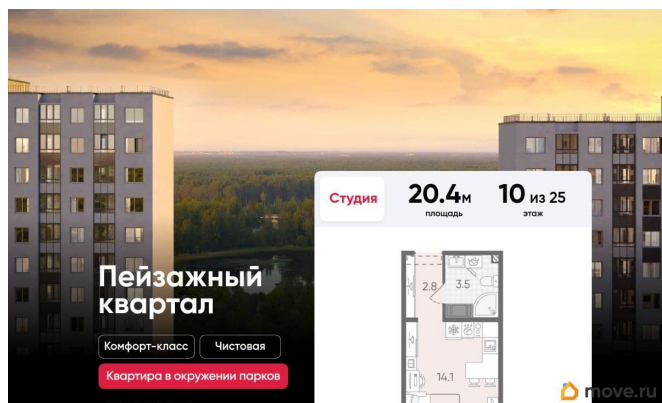 Студия
20.4м
площадь
10 из 25
этаж
Пейзажный
квартал
Комфорт-класс
Чистовая
Квартира в окружении парков
2.8
3.5
14.1
move.ru